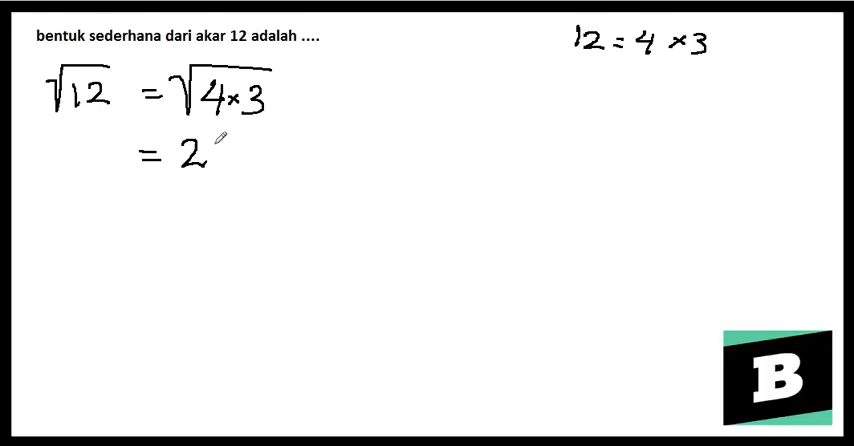 bentuk sederhana dari akar 12 adalah ....
12 = 4 × 3
√12 = √4×3
= 2
B